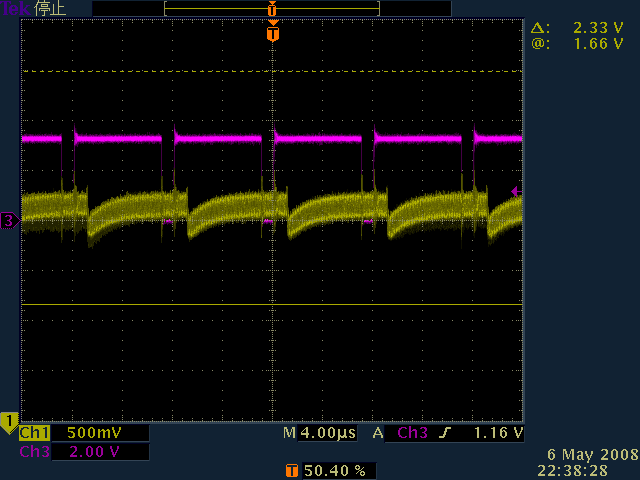 Tek 停止
T
T
Δ: 2.33 V
@: 1.66 V
3
1
Ch1 500mV M 4.00µs A Ch3 1.16 V
Ch3 2.00 V
T 50.40 %
6 May 2008
22:38:28